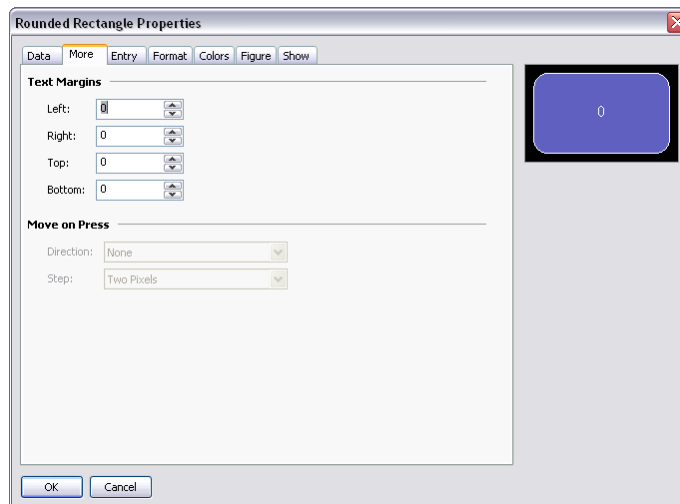 Rounded Rectangle Properties
Data More Entry Format Colors Figure Show
Text Margins
Left: 0
0
Right: 0
Top: 0
Bottom: 0
Move on Press
Direction: None
Step: Two Pixels
OK Cancel